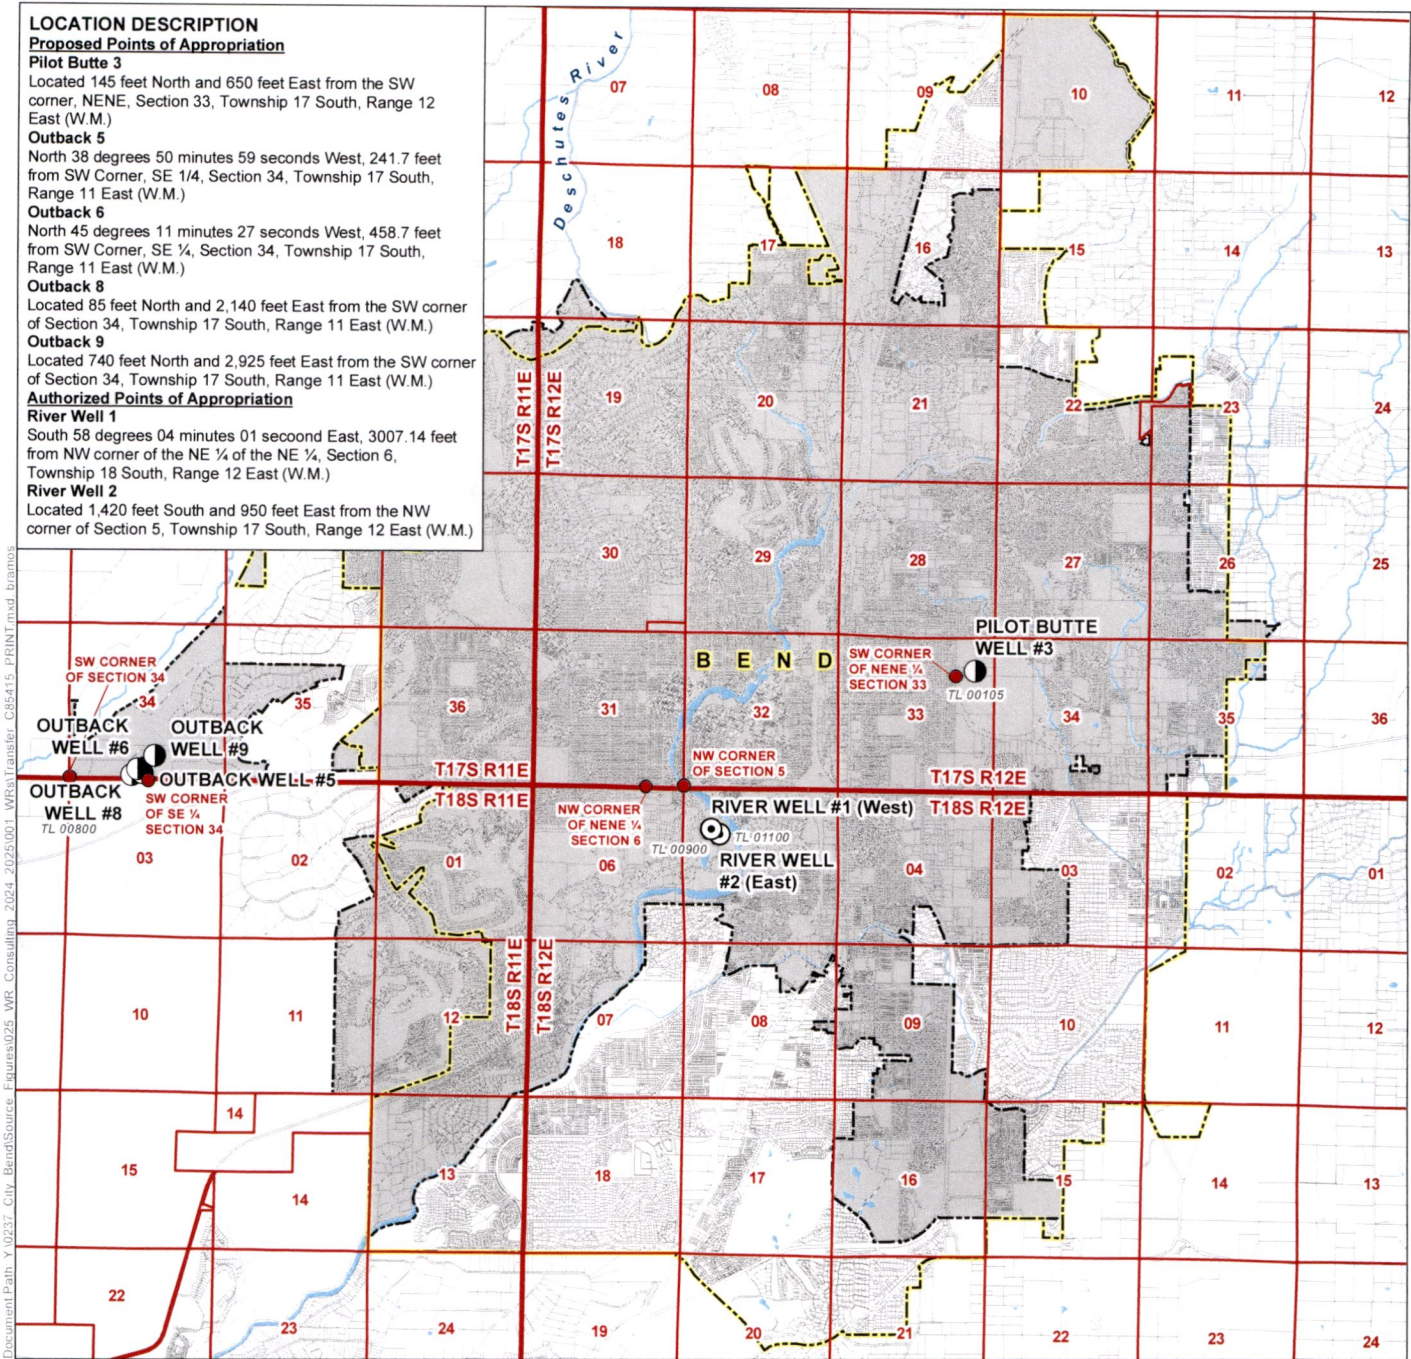 LOCATION DESCRIPTION
Proposed Points of Appropriation
Pilot Butte 3
Located 145 feet North and 650 feet East from the SW
corner, NENE, Section 33, Township 17 South, Range 12
East (W.M.)
Outback 5
North 38 degrees 50 minutes 59 seconds West, 241.7 feet
from SW Corner, SE 1/4, Section 34, Township 17 South,
Range 11 East (W.M.)
Outback 6
North 45 degrees 11 minutes 27 seconds West, 458.7 feet
from SW Corner, SE ¼, Section 34, Township 17 South,
Range 11 East (W.M.)
Outback 8
Located 85 feet North and 2,140 feet East from the SW corner
of Section 34, Township 17 South, Range 11 East (W.M.)
Outback 9
Located 740 feet North and 2,925 feet East from the SW corner
of Section 34, Township 17 South, Range 11 East (W.M.)
Authorized Points of Appropriation
River Well 1
South 58 degrees 04 minutes 01 secoond East, 3007.14 feet
from NW corner of the NE ¼ of the NE ¼, Section 6,
Township 18 South, Range 12 East (W.M.)
River Well 2
Located 1,420 feet South and 950 feet East from the NW
corner of Section 5, Township 17 South, Range 12 East (W.M.)
Deschutes River
07 08 09 10 11 12
18 17 16 15 14 13
T17S R11E
T17S R12E
19 20 21 22 23 24
30 29 28 27 26 25
PILOT BUTTE
WELL #3
SW CORNER
OF NENE ¼
SECTION 33
TL 00105
B E N D
SW CORNER
OF SECTION 34
34 35 36 31 32 33 34 35 36
OUTBACK
WELL #6
OUTBACK
WELL #9
OUTBACK WELL #5
OUTBACK
WELL #8
TL 00800
SW CORNER
OF SE ¼
SECTION 34
T17S R11E
T18S R11E
NW CORNER
OF SECTION 5
NW CORNER
OF NENE ¼
SECTION 6
T17S R12E
T18S R12E
RIVER WELL #1 (West)
TL 01100
TL 00900
RIVER WELL
#2 (East)
03 02 01 06 04 03 02 01
T18S R11E
T18S R12E
10 11 12 07 08 09 10 11 12
14
15 14 13 18 17 16 15 14 13
22 23 24 19 20 21 22 23 24
Document Path: Y:\0237_City_Bend\Source_Figures\025_WR_Consulting_2024_2025\001_WRs\Transfer_C85415_PRINT.mxd bramos